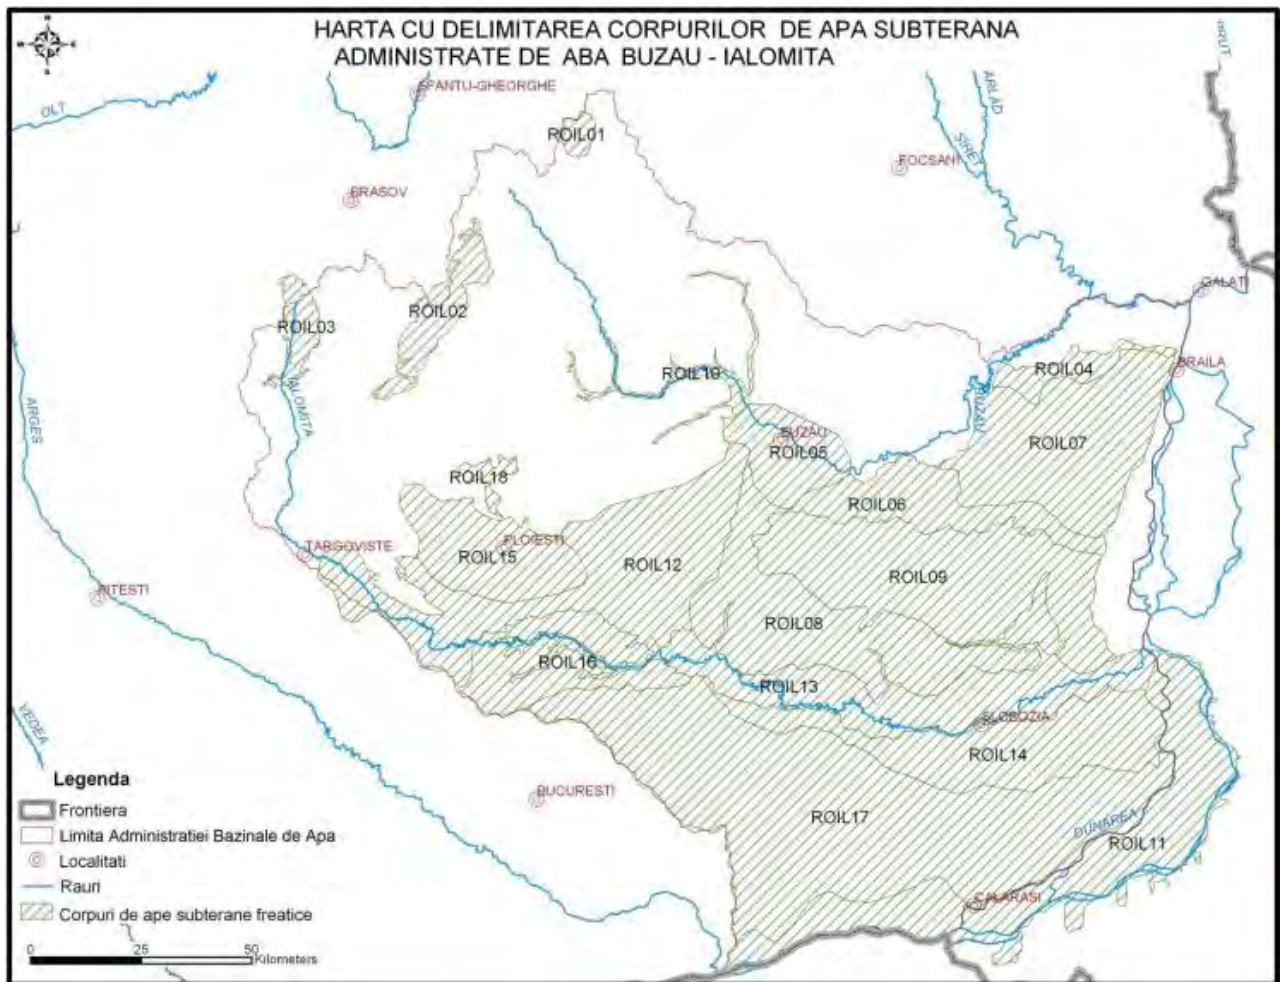 HARTA CU DELIMITAREA CORPURILOR DE APA SUBTERANA
ADMINISTRATE DE ABA BUZAU - IALOMITA
N
W E
S
PRUT
OLT
SFANTU-GHEORGHE
ARLAD
SIRET
ROIL01
FOCSANI
BRASOV
GALATI
ROIL02
ROIL03
ROIL04
BRAILA
ROIL19
IALOMITA
BUZAU
ARGES
BUZAU
ROIL05
ROIL07
ROIL18
ROIL06
TARGOVISTE
PLOIESTI
ROIL15
ROIL12
ROIL09
PITESTI
ROIL08
ROIL16
ROIL13
SLOBOZIA
VEDEA
ROIL14
Legenda
BUCURESTI
Frontiera
ROIL17
DUNAREA
Limita Administratiei Bazinale de Apa
ROIL11
Localitati
Rauri
CALARASI
Corpuri de ape subterane freatice
0 25 50
Kilometers